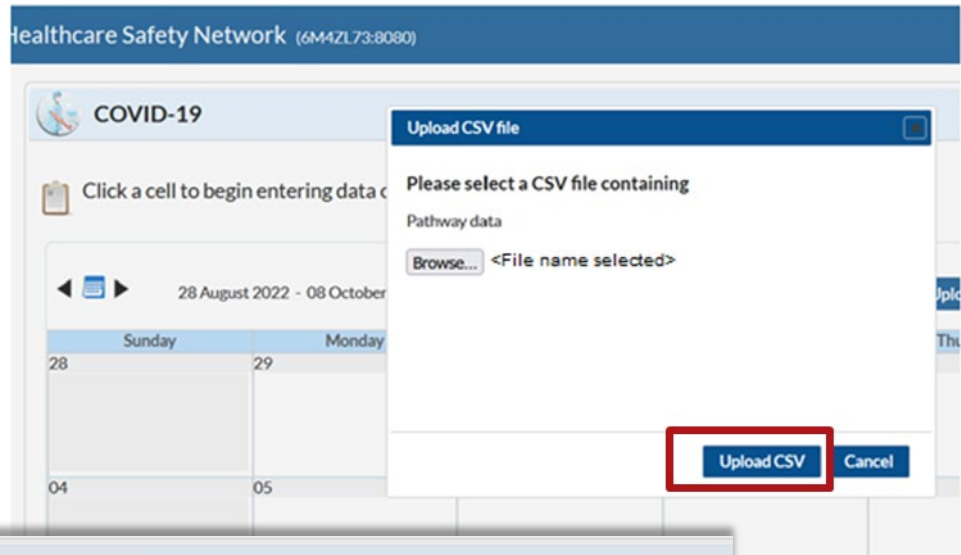 Healthcare Safety Network (6M4ZL73:8080)
COVID-19
Click a cell to begin entering data
28 August 2022 - 08 October
Sunday Monday
28 29
04 05
Upload CSV file
Please select a CSV file containing
Pathway data
Browse... <File name selected>
Upload CSV Cancel